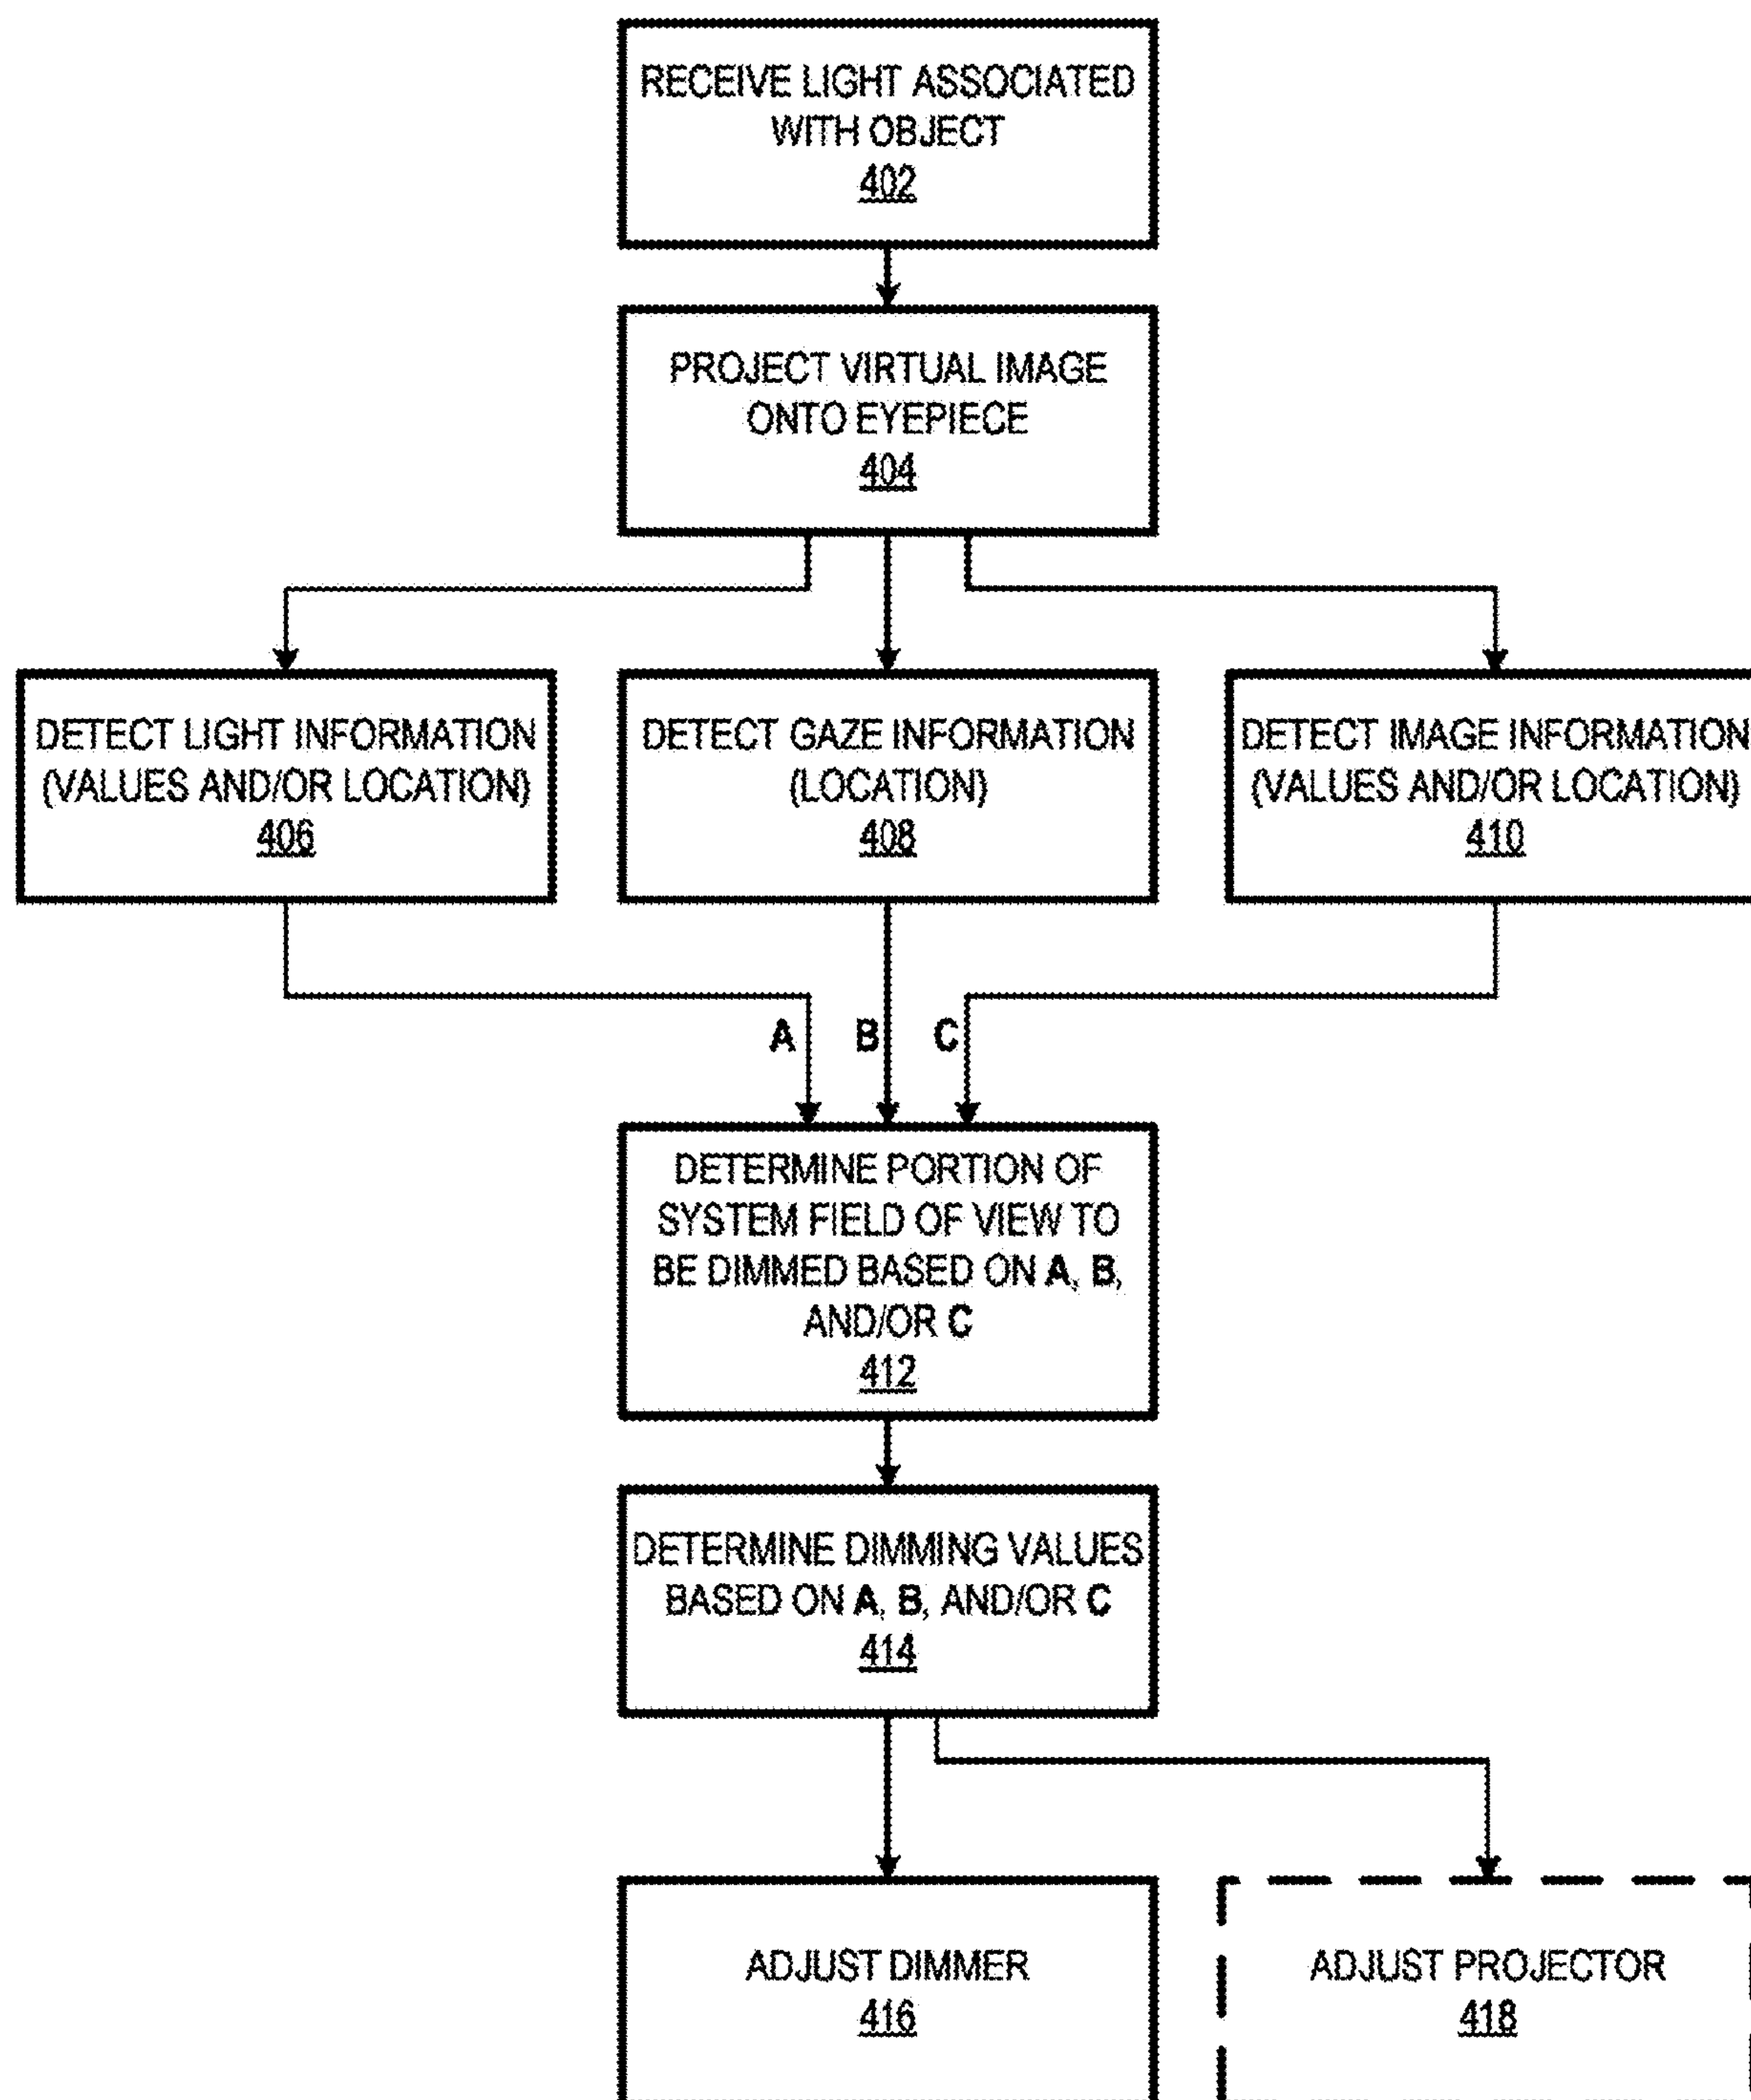 RECEIVE LIGHT ASSOCIATED
WITH OBJECT
402
PROJECT VIRTUAL IMAGE
ONTO EYEPIECE
404
DETECT LIGHT INFORMATION
(VALUES AND/OR LOCATION)
406
DETECT GAZE INFORMATION
(LOCATION)
408
DETECT IMAGE INFORMATION
(VALUES AND/OR LOCATION)
410
A
B
C
DETERMINE PORTION OF
SYSTEM FIELD OF VIEW TO
BE DIMMED BASED ON A, B,
AND/OR C
412
DETERMINE DIMMING VALUES
BASED ON A, B, AND/OR C
414
ADJUST DIMMER
416
ADJUST PROJECTOR
418